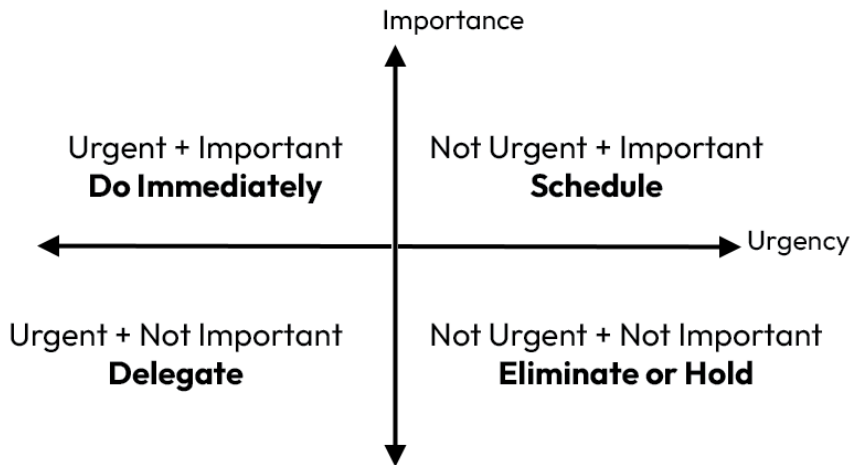 Importance
Urgent + Important
Do Immediately
Not Urgent + Important
Schedule
Urgency
Urgent + Not Important
Delegate
Not Urgent + Not Important
Eliminate or Hold